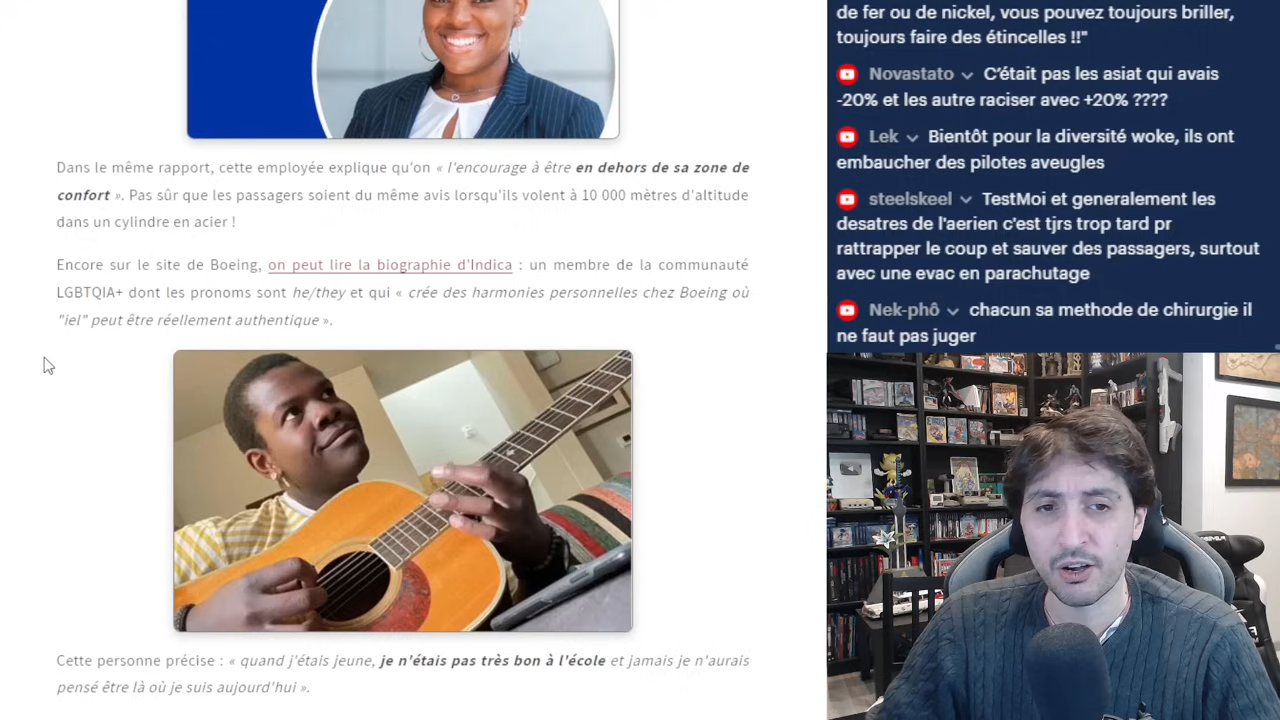 Dans le même rapport, cette employée explique qu'on « l'encourage à être en dehors de sa zone de
confort ». Pas sûr que les passagers soient du même avis lorsqu'ils volent à 10 000 mètres d'altitude
dans un cylindre en acier !
Encore sur le site de Boeing, on peut lire la biographie d'Indica : un membre de la communauté
LGBTQIA+ dont les pronoms sont he/they et qui « crée des harmonies personnelles chez Boeing où
"iel" peut être réellement authentique ».
Cette personne précise : « quand j'étais jeune, je n'étais pas très bon à l'école et jamais je n'aurais
pensé être là où je suis aujourd'hui ».
de fer ou de nickel, vous pouvez toujours briller,
toujours faire des étincelles !!"
Novastato C'était pas les asiat qui avais
-20% et les autre raciser avec +20% ????
Lek Bientôt pour la diversité woke, ils ont
embaucher des pilotes aveugles
steelskeel TestMoi et generalement les
desatres de l'aerien c'est tjrs trop tard pr
rattrapper le coup et sauver des passagers, surtout
avec une evac en parachutage
Nek-phô chacun sa methode de chirurgie il
ne faut pas juger